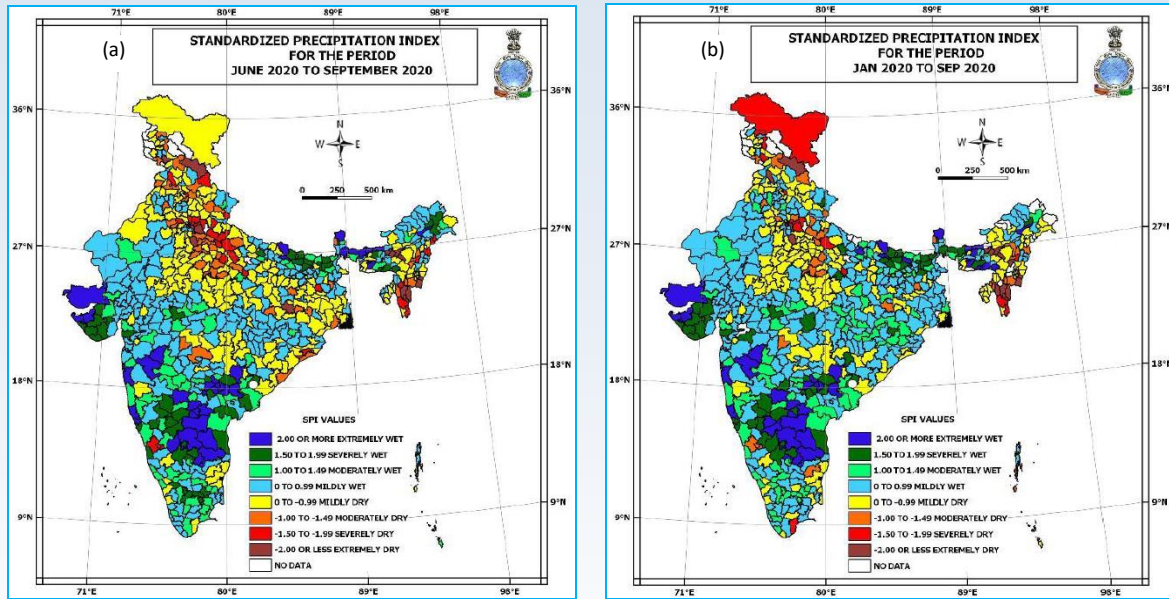 71°E 80°E 89°E 98°E
(a)
STANDARDIZED PRECIPITATION INDEX
FOR THE PERIOD
JUNE 2020 TO SEPTEMBER 2020
36°N
36°N
N
W E
S
0 250 500 km
27°N
27°N
18°N
18°N
9°N
9°N
SPI VALUES
2.00 OR MORE EXTREMELY WET
1.50 TO 1.99 SEVERELY WET
1.00 TO 1.49 MODERATELY WET
0 TO 0.99 MILDLY WET
0 TO -0.99 MILDLY DRY
-1.00 TO -1.49 MODERATELY DRY
-1.50 TO -1.99 SEVERELY DRY
-2.00 OR LESS EXTREMELY DRY
NO DATA
71°E 80°E 89°E 98°E
71°E 80°E 89°E 98°E
(b)
STANDARDIZED PRECIPITATION INDEX
FOR THE PERIOD
JAN 2020 TO SEP 2020
36°N
36°N
N
W E
S
0 250 500 km
27°N
27°N
18°N
18°N
9°N
9°N
SPI VALUES
2.00 OR MORE EXTREMELY WET
1.50 TO 1.99 SEVERELY WET
1.00 TO 1.49 MODERATELY WET
0 TO 0.99 MILDLY WET
0 TO -0.99 MILDLY DRY
-1.00 TO -1.49 MODERATELY DRY
-1.50 TO -1.99 SEVERELY DRY
-2.00 OR LESS EXTREMELY DRY
NO DATA
71°E 80°E 89°E 98°E